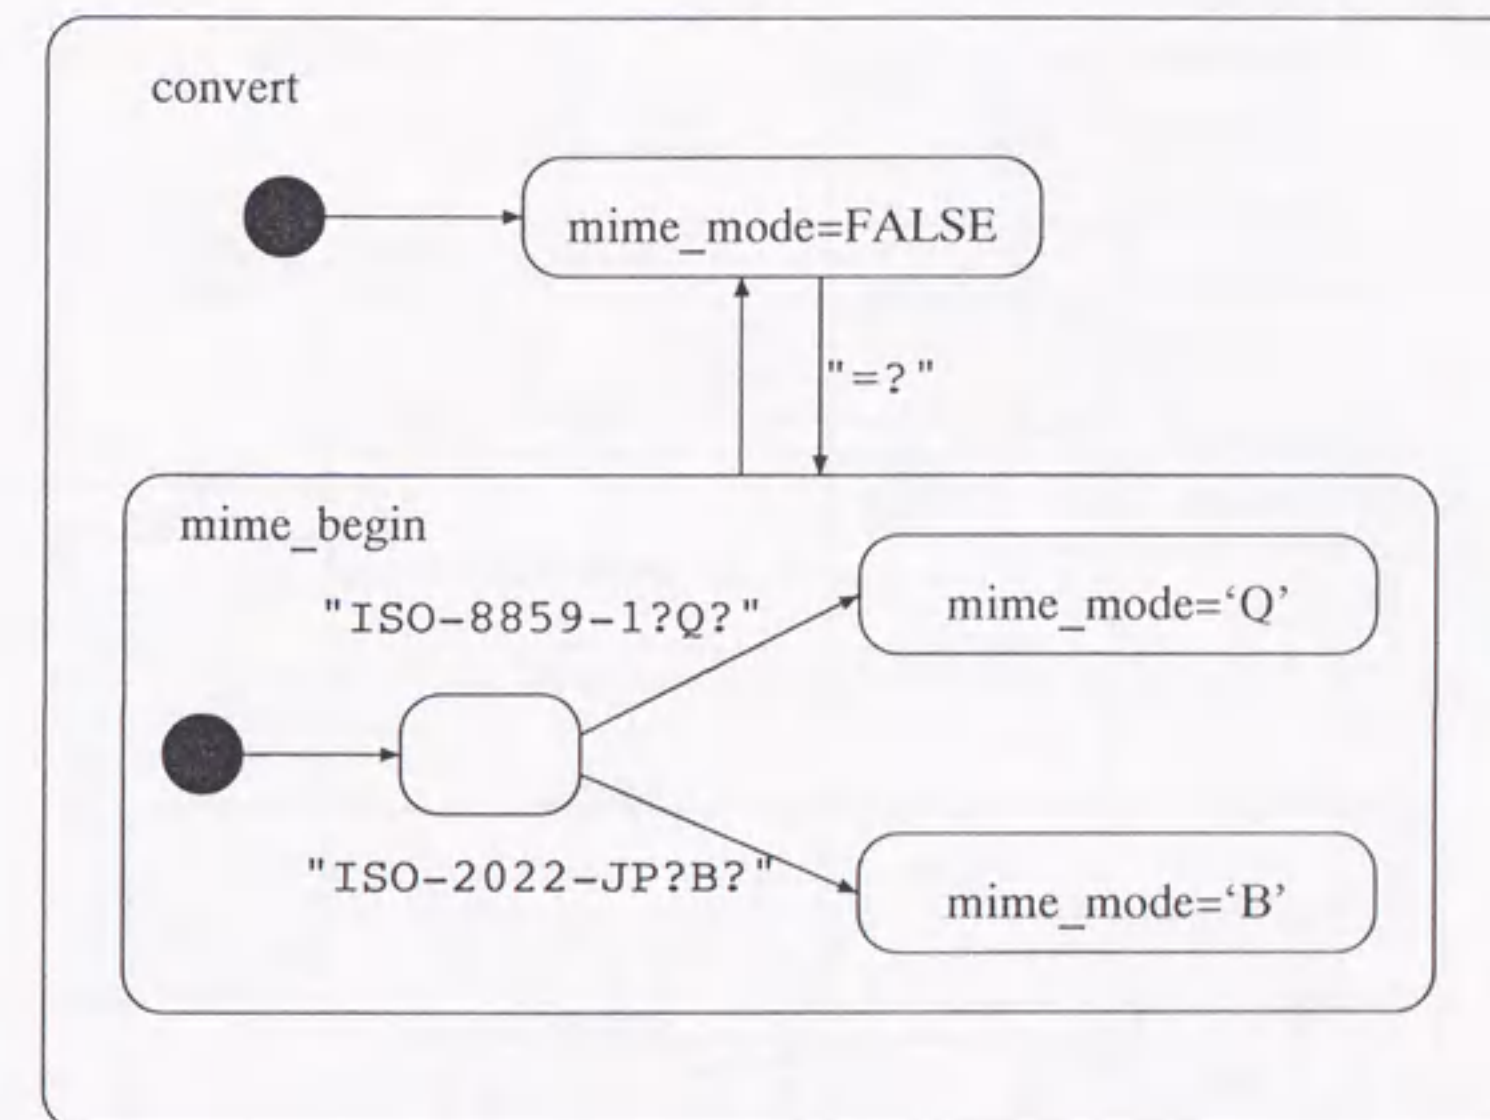 convert
mime_mode=FALSE
"=?"
mime_begin
"ISO-8859-1?Q?"
mime_mode=‘Q’
"ISO-2022-JP?B?"
mime_mode=‘B’